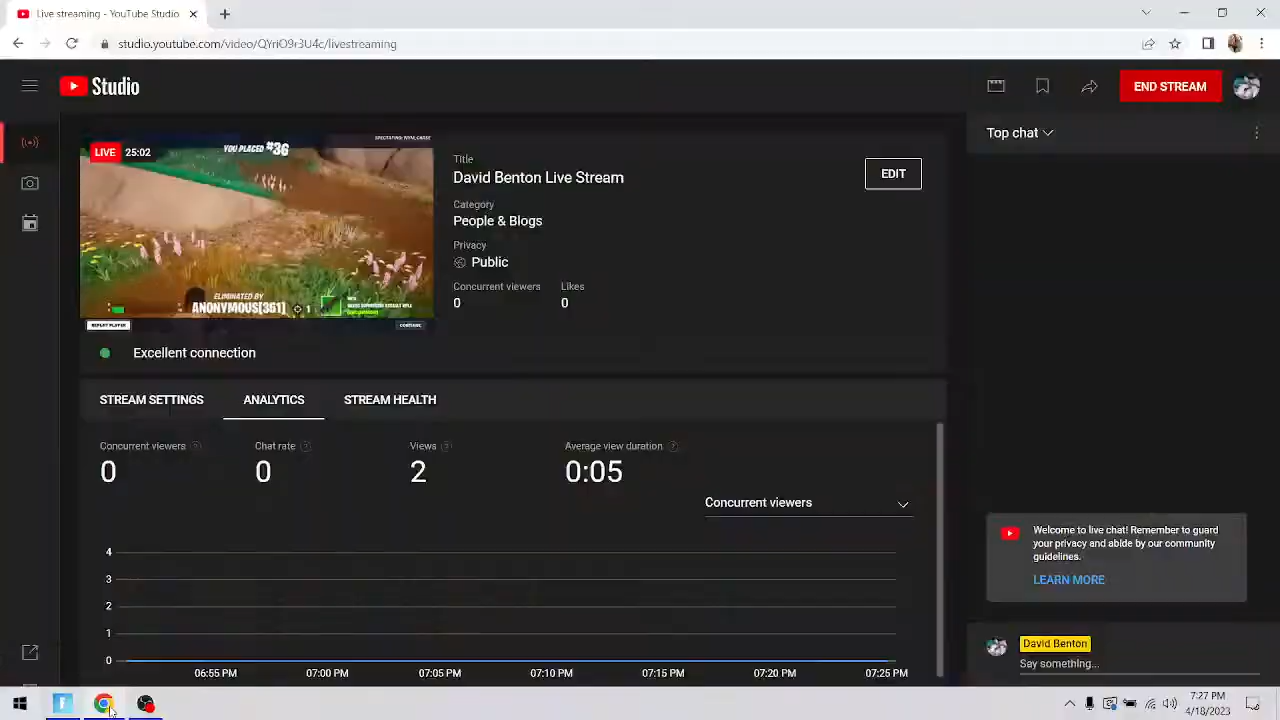 Live streaming - YouTube Studio
studio.youtube.com/video/QYriO9r3U4c/livestreaming
Studio
END STREAM
Top chat
LIVE 25:02
YOU PLACED #36
ELIMINATED BY
ANONYMOUS[361]
1
REPORT PLAYER
CONTINUE
Title
David Benton Live Stream
EDIT
Category
People & Blogs
Privacy
Public
Concurrent viewers Likes
0 0
Excellent connection
STREAM SETTINGS ANALYTICS STREAM HEALTH
Concurrent viewers Chat rate Views Average view duration
0 0 2 0:05
Concurrent viewers
4
3
2
1
0
06:55 PM 07:00 PM 07:05 PM 07:10 PM 07:15 PM 07:20 PM 07:25 PM
Welcome to live chat! Remember to guard
your privacy and abide by our community
guidelines.
LEARN MORE
David Benton
Say something...
7:27 PM
4/18/2023